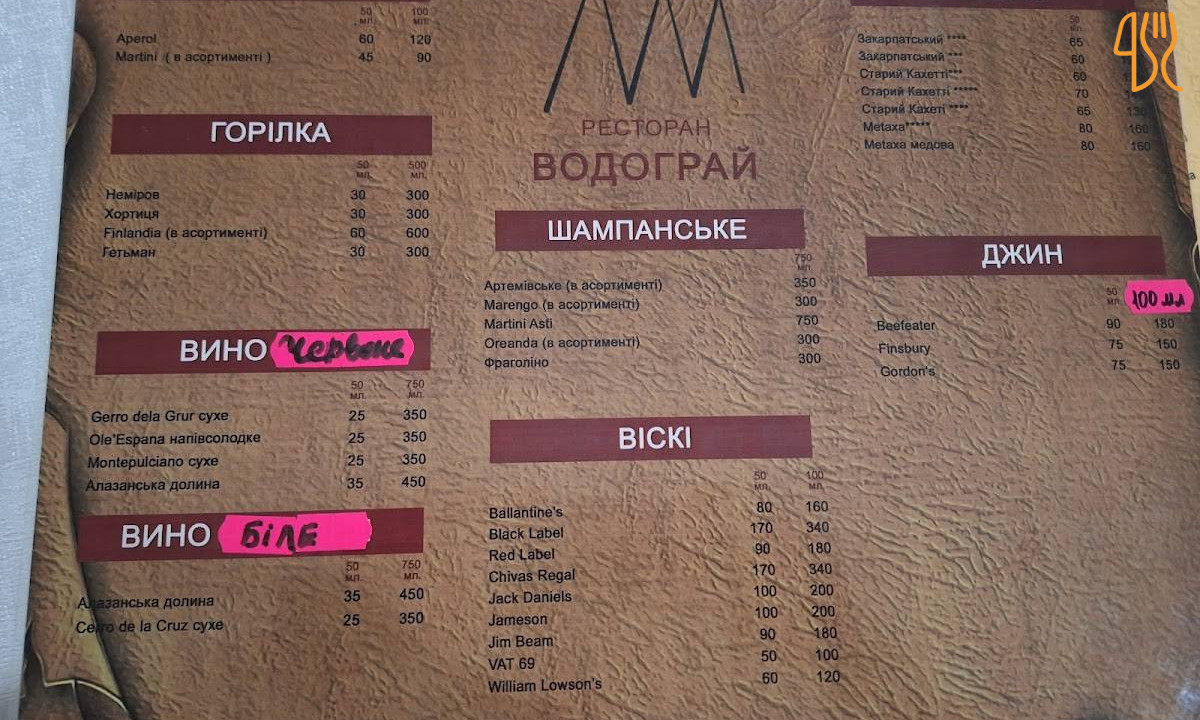 50 100
мл. мл.
Aperol 60 120
Martini ( в асортименті ) 45 90
ГОРІЛКА
50 500
мл. мл.
Неміров 30 300
Хортиця 30 300
Finlandia (в асортименті) 60 600
Гетьман 30 300
ВИНО Червоне
50 750
мл. мл.
Gerro dela Grur сухе 25 350
Ole'Espana напівсолодке 25 350
Montepulciano сухе 25 350
Алазанська долина 35 450
ВИНО БІЛЕ
50 750
мл. мл.
Алазанська долина 35 450
Cerro de la Cruz сухе 25 350
РЕСТОРАН
ВОДОГРАЙ
ШАМПАНСЬКЕ
750
мл.
Артемівське (в асортименті) 350
Marengo (в асортименті) 300
Martini Asti 750
Oreanda (в асортименті) 300
Фраголіно 300
ВІСКІ
50 100
мл. мл.
Ballantine's 80 160
Black Label 170 340
Red Label 90 180
Chivas Regal 170 340
Jack Daniels 100 200
Jameson 100 200
Jim Beam 90 180
VAT 69 50 100
William Lowson's 60 120
50
мл.
Закарпатський **** 65
Закарпатський *** 60
Старий Кахетті*** 60
Старий Кахеті ***** 70
Старий Кахеті **** 65 130
Metaxa***** 80 160
Metaxa медова 80 160
ДЖИН
50 100 мл
мл.
Beefeater 90 180
Finsbury 75 150
Gordon's 75 150